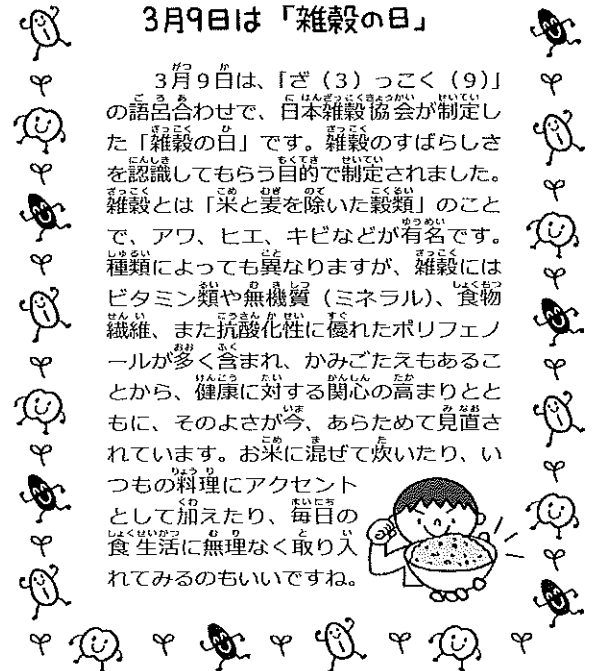 3月9日は「雑穀の日」
3月9日は、「ざ（3）っこく（9）」
の語呂合わせで、日本雑穀協会が制定し
た「雑穀の日」です。雑穀のすばらしさ
を認識してもらう目的で制定されました。
雑穀とは「米と麦を除いた穀類」のこと
で、アワ、ヒエ、キビなどが有名です。
種類によっても異なりますが、雑穀には
ビタミン類や無機質（ミネラル）、食物
繊維、また抗酸化性に優れたポリフェノ
ールが多く含まれ、かみごたえもあるこ
とから、健康に対する関心の高まりとと
もに、そのよさが今、あらためて見直さ
れています。お米に混ぜて炊いたり、い
つもの料理にアクセント
として加えたり、毎日の
食生活に無理なく取り入
れてみるのもいいですね。